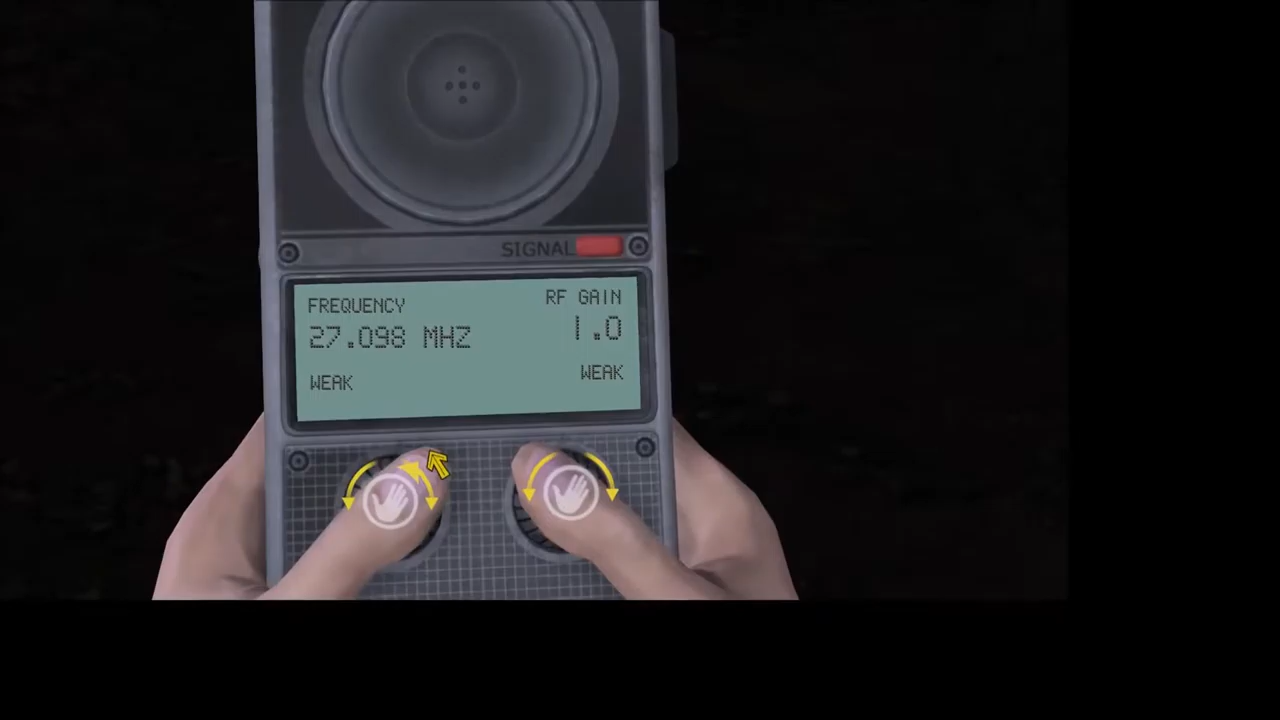 SIGNAL
FREQUENCY
RF GAIN
27.098 MHZ
1.0
WEAK
WEAK